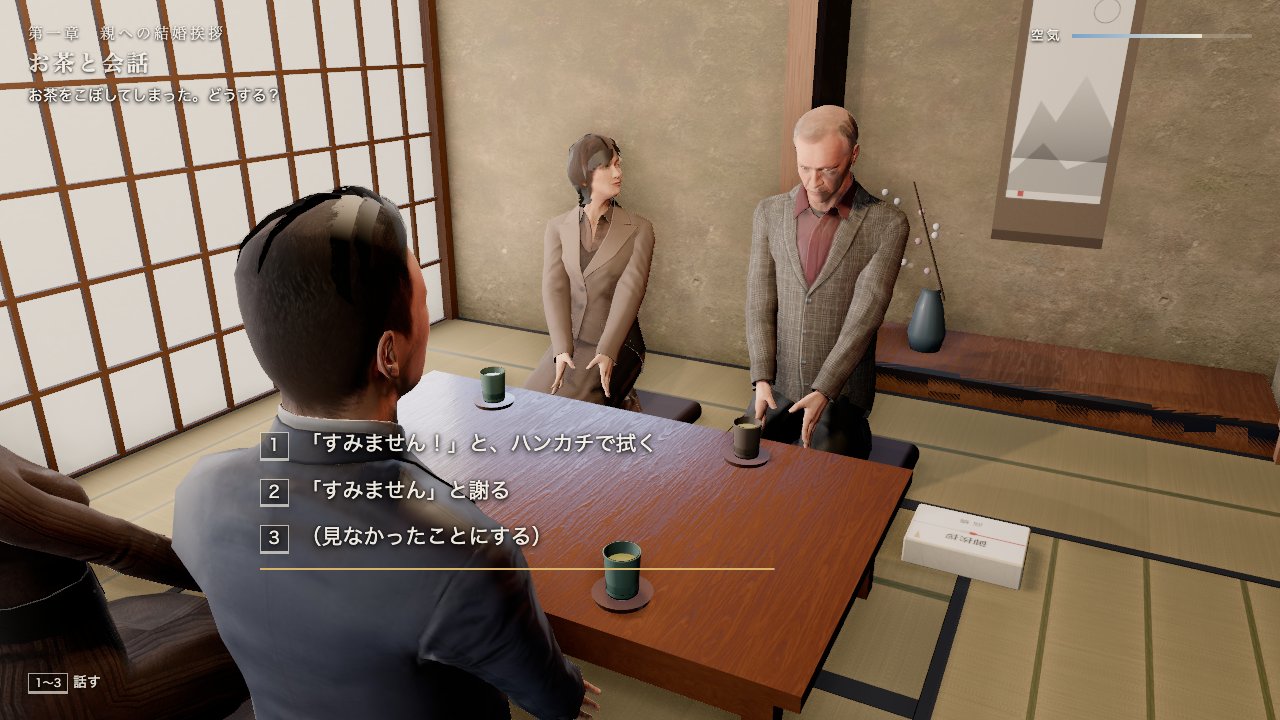 第一章　親への結婚挨拶
お茶と会話
お茶をこぼしてしまった。どうする？
空気
1 「すみません！」と、ハンカチで拭く
2 「すみません」と謝る
3 （見なかったことにする）
1〜3 話す